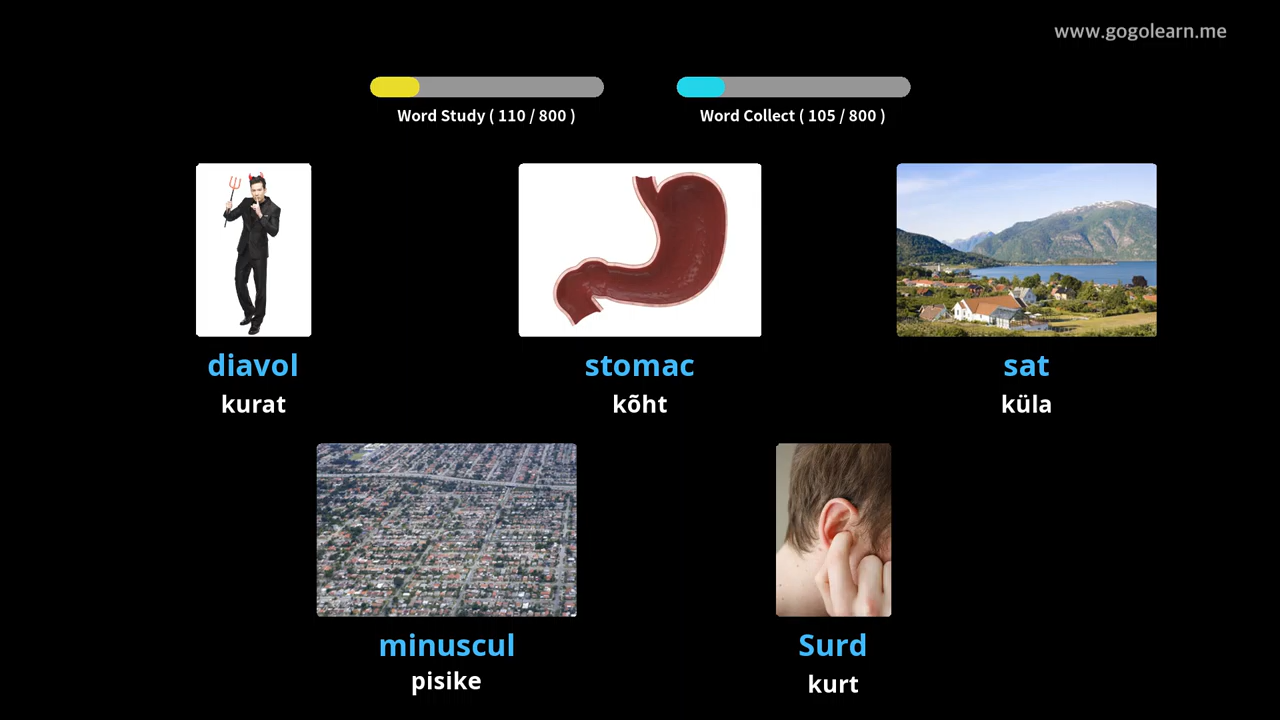 www.gogolearn.me
Word Study ( 110 / 800 )
Word Collect ( 105 / 800 )
diavol
kurat
stomac
kõht
sat
küla
minuscul
pisike
Surd
kurt